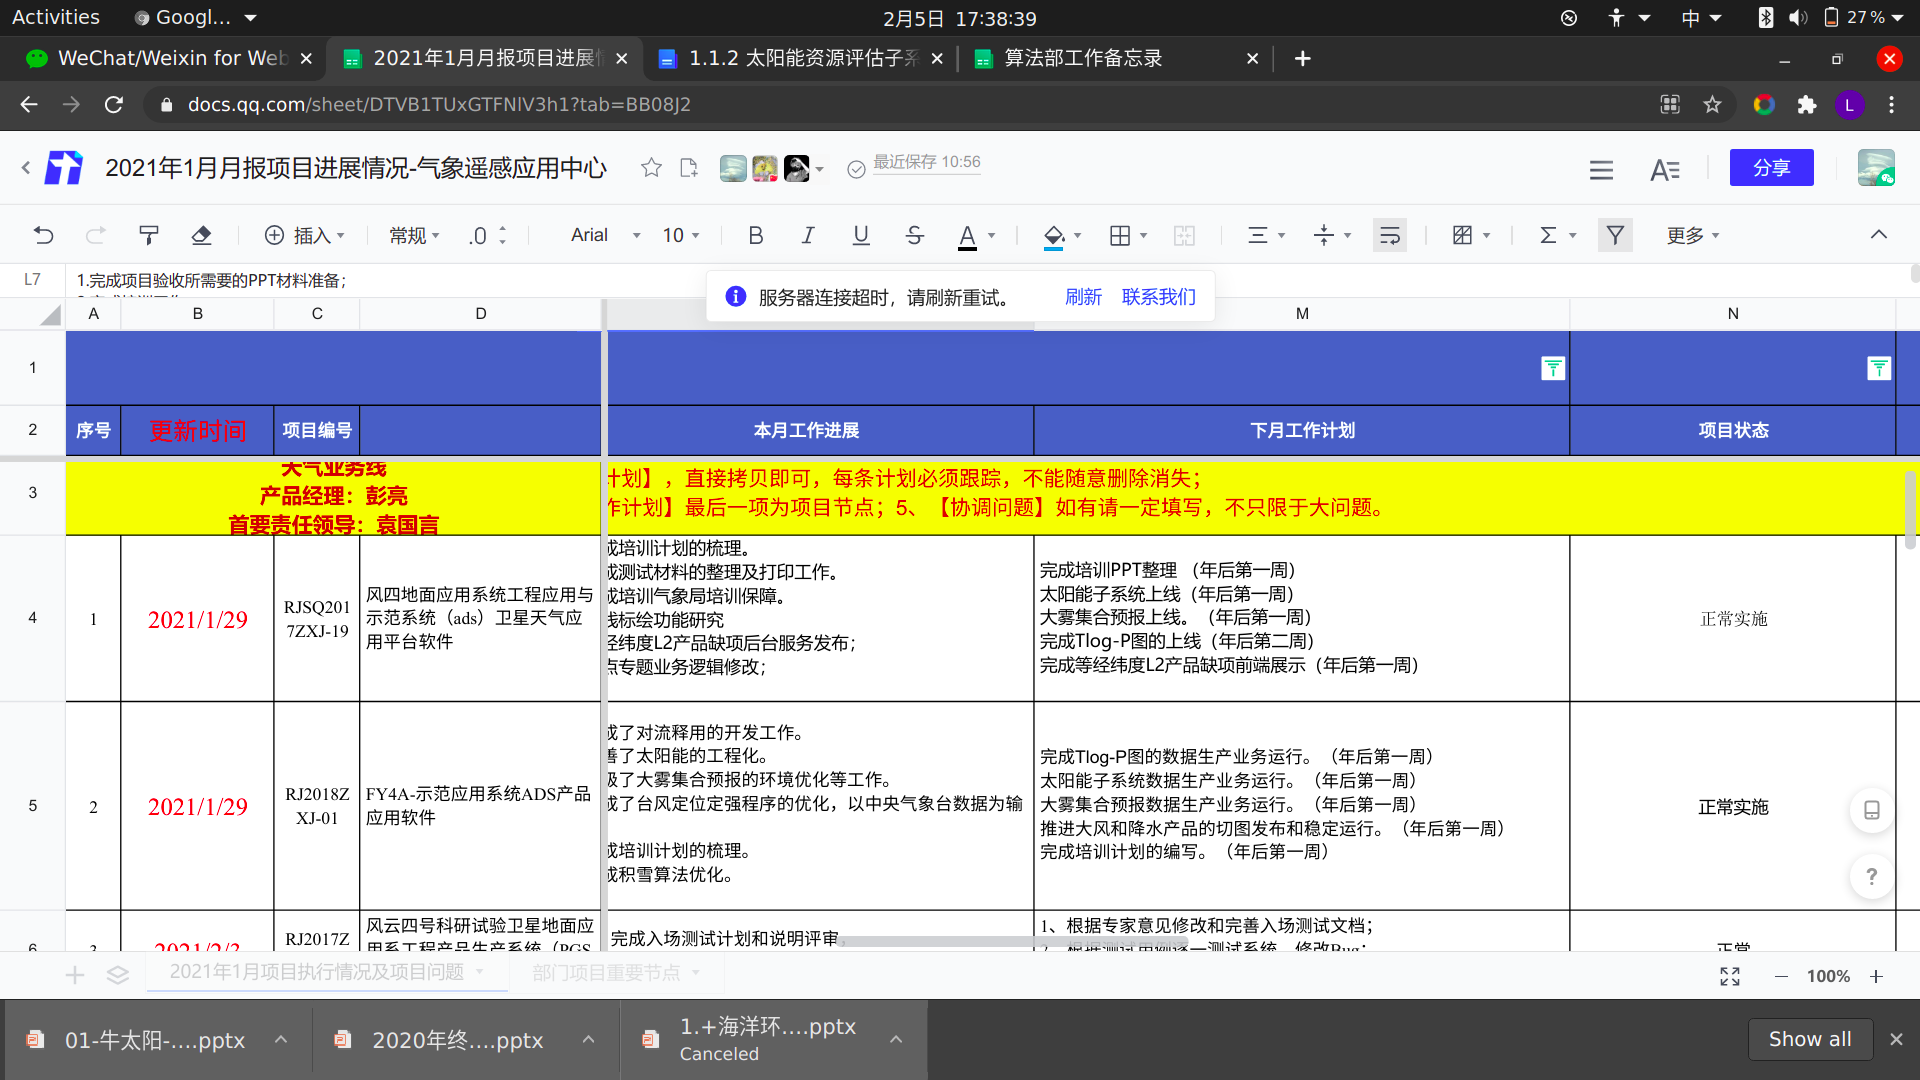 Activities
Googl…
2月5日 17:38:39
中
27 %
WeChat/Weixin for Web
2021年1月月报项目进展情
1.1.2 太阳能资源评估子系
算法部工作备忘录
docs.qq.com/sheet/DTVB1TUxGTFNlV3h1?tab=BB08J2
L
2021年1月月报项目进展情况-气象遥感应用中心
最近保存 10:56
分享
插入
常规
.0
Arial
10
B
I
U
S
A
更多
L7
1.完成项目验收所需要的PPT材料准备；
服务器连接超时，请刷新重试。
刷新
联系我们
A
B
C
D
M
N
1
2
序号
更新时间
项目编号
本月工作进展
下月工作计划
项目状态
3
天气业务线
产品经理：彭亮
首要责任领导：袁国言
计划】，直接拷贝即可，每条计划必须跟踪，不能随意删除消失；
作计划】最后一项为项目节点；5、【协调问题】如有请一定填写，不只限于大问题。
4
1
2021/1/29
RJSQ201
7ZXJ-19
风四地面应用系统工程应用与
示范系统（ads）卫星天气应
用平台软件
成培训计划的梳理。
成测试材料的整理及打印工作。
成培训气象局培训保障。
线标绘功能研究
经纬度L2产品缺项后台服务发布；
点专题业务逻辑修改；
完成培训PPT整理 （年后第一周）
太阳能子系统上线（年后第一周）
大雾集合预报上线。（年后第一周）
完成Tlog-P图的上线（年后第二周）
完成等经纬度L2产品缺项前端展示（年后第一周）
正常实施
5
2
2021/1/29
RJ2018Z
XJ-01
FY4A-示范应用系统ADS产品
应用软件
成了对流释用的开发工作。
善了太阳能的工程化。
级了大雾集合预报的环境优化等工作。
成了台风定位定强程序的优化，以中央气象台数据为输
成培训计划的梳理。
成积雪算法优化。
完成Tlog-P图的数据生产业务运行。（年后第一周）
太阳能子系统数据生产业务运行。（年后第一周）
大雾集合预报数据生产业务运行。（年后第一周）
推进大风和降水产品的切图发布和稳定运行。（年后第一周）
完成培训计划的编写。（年后第一周）
正常实施
6
3
2021/2/3
RJ2017Z
风云四号科研试验卫星地面应
用系工程产品生产系统（PGS
完成入场测试计划和说明评审，
1、根据专家意见修改和完善入场测试文档；
2、根据测试用例逐一测试系统，修改Bug；
正常
2021年1月项目执行情况及项目问题
部门项目重要节点
100%
01-牛太阳-….pptx
2020年终….pptx
1.+海洋环….pptx
Canceled
Show all